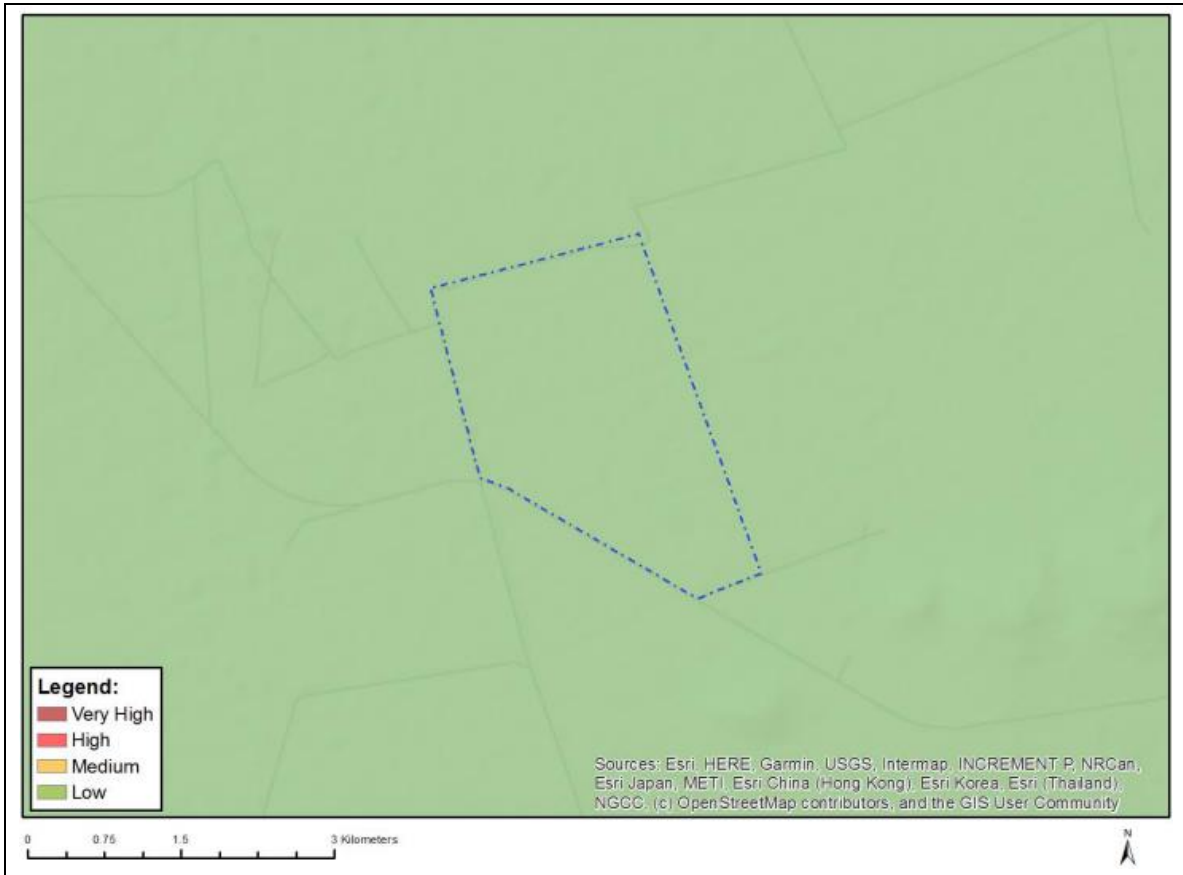 Legend:
Very High
High
Medium
Low
Sources: Esri, HERE, Garmin, USGS, Intermap, INCREMENT P, NRCan,
Esri Japan, METI, Esri China (Hong Kong), Esri Korea, Esri (Thailand),
NGCC, (c) OpenStreetMap contributors, and the GIS User Community
0 0.75 1.5 3 Kilometers
N